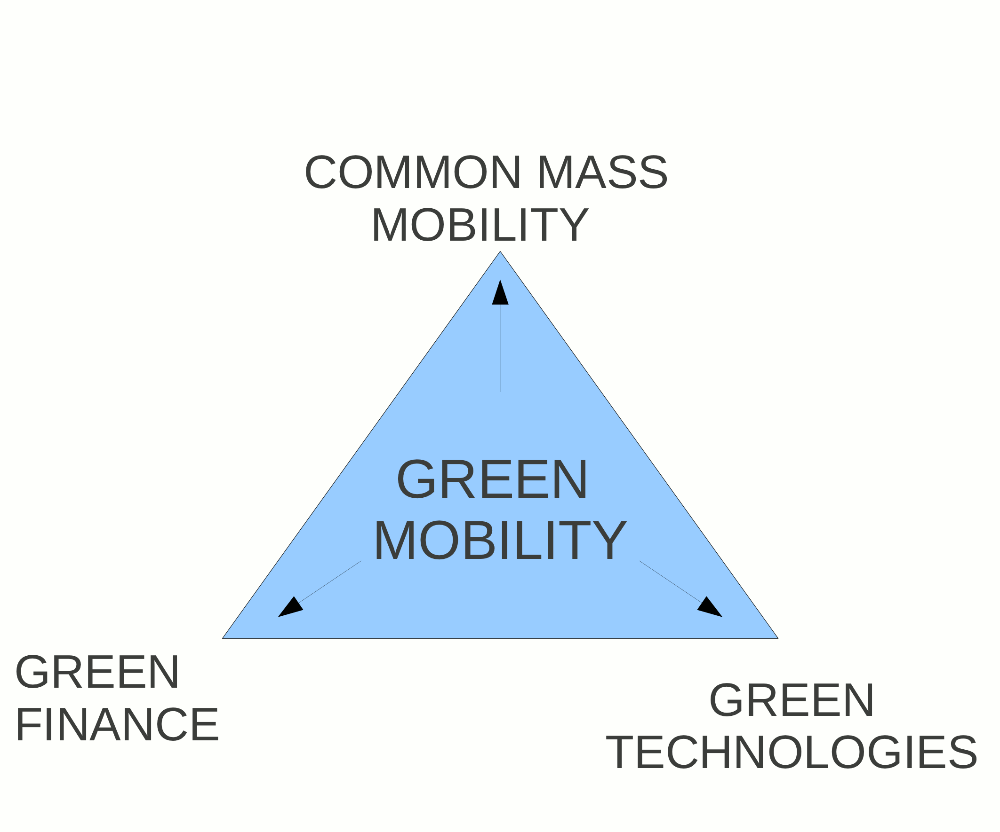 COMMON MASS
MOBILITY
GREEN
MOBILITY
GREEN
FINANCE
GREEN
TECHNOLOGIES